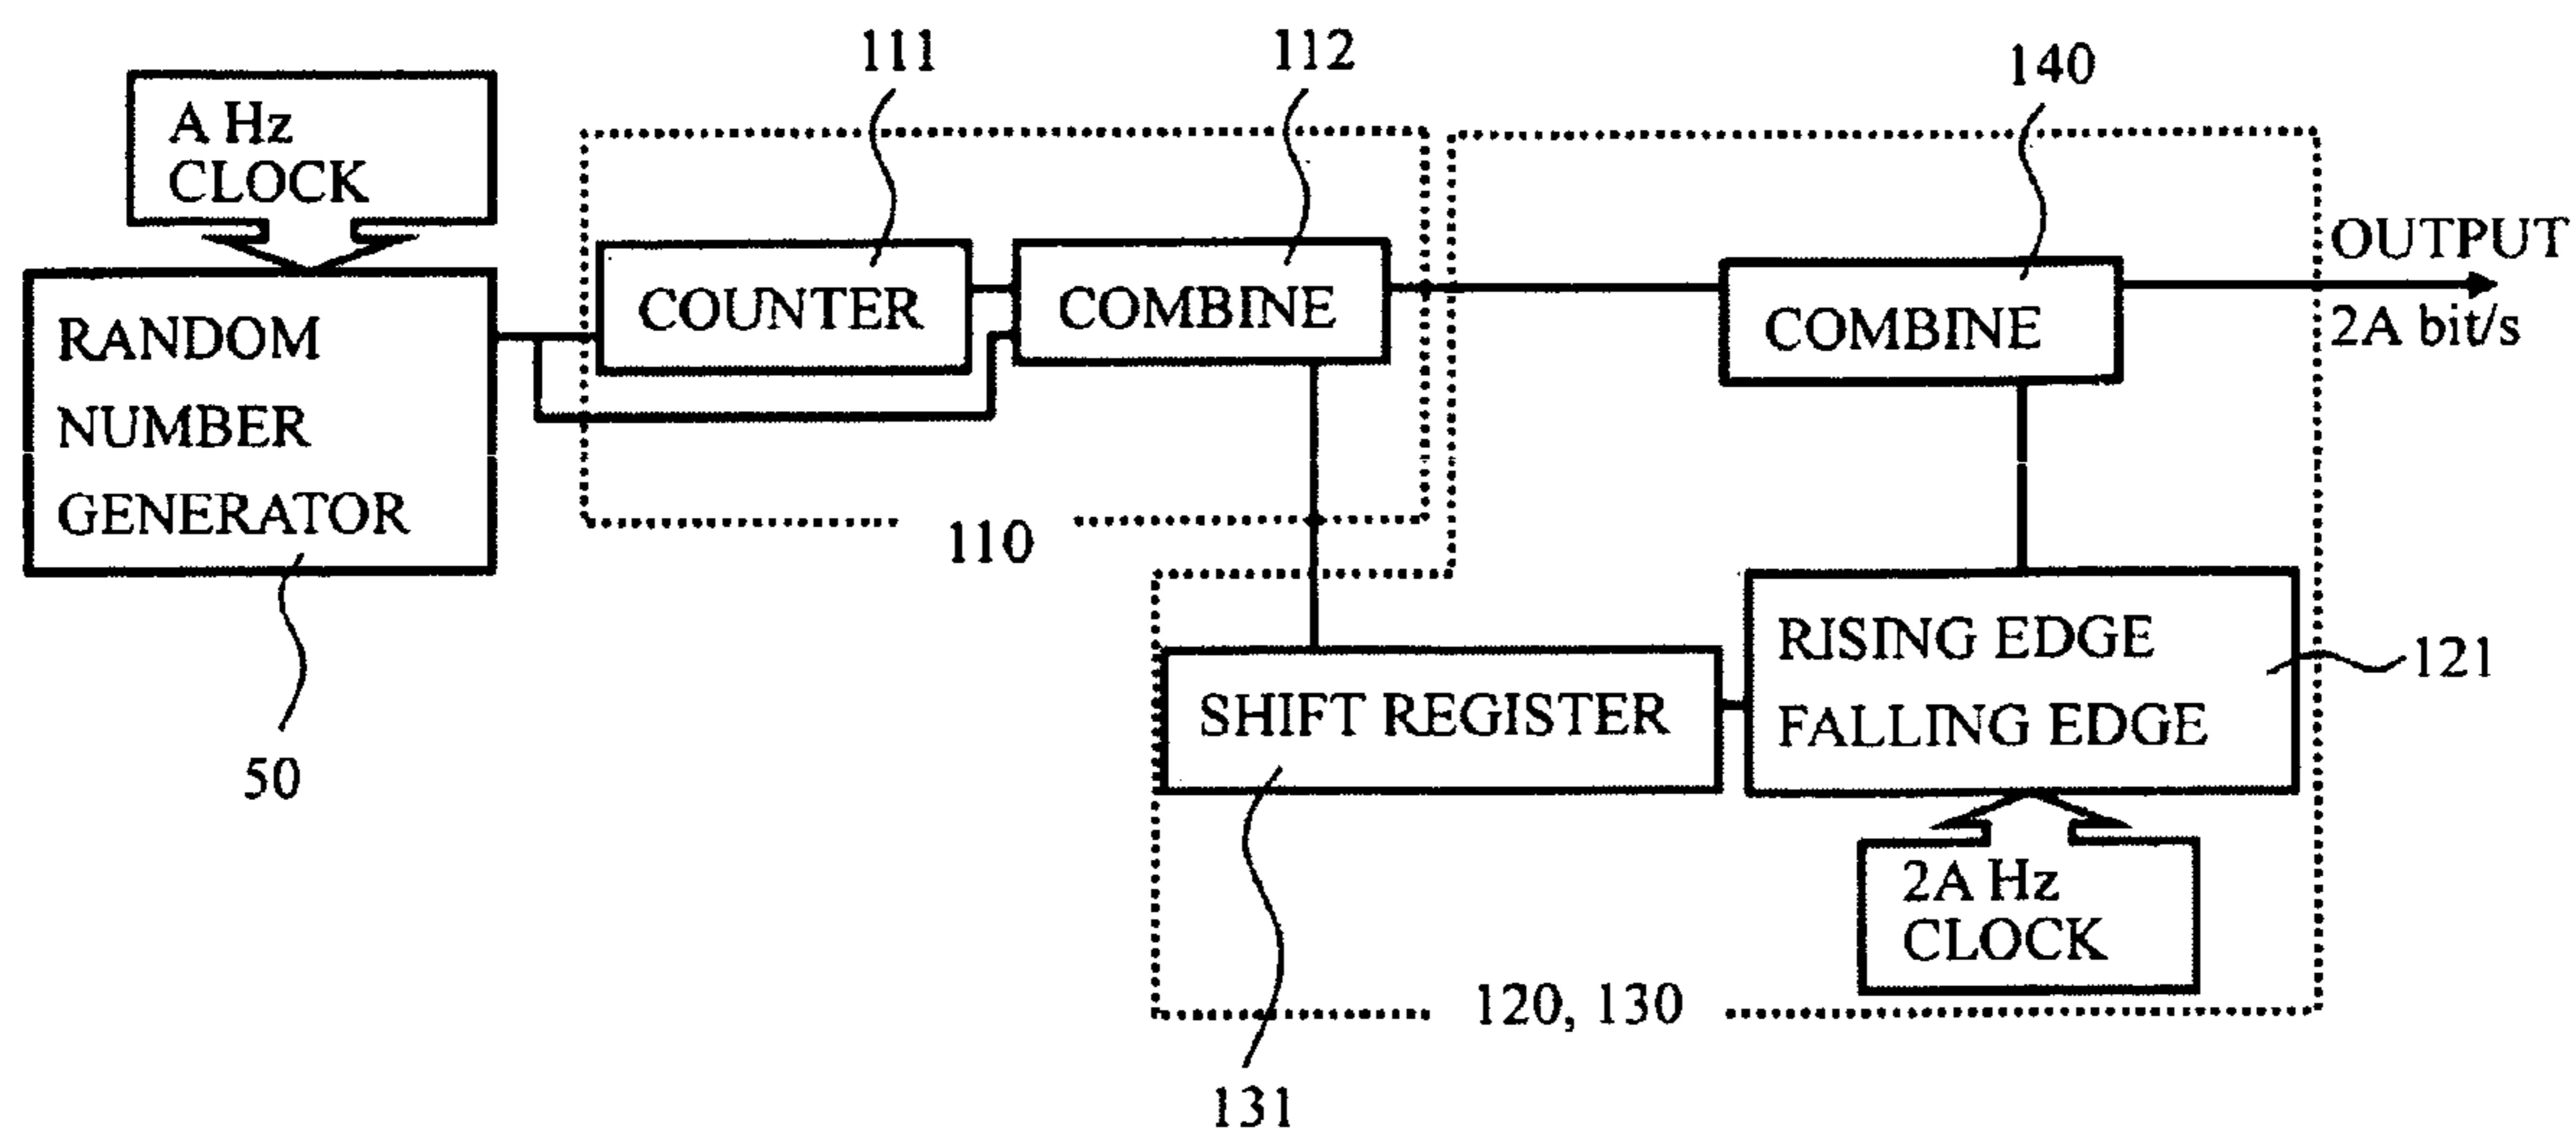 111
112
140
A Hz
CLOCK
OUTPUT
2A bit/s
COUNTER
COMBINE
COMBINE
RANDOM
NUMBER
GENERATOR
110
50
SHIFT REGISTER
RISING EDGE
FALLING EDGE
121
2A Hz
CLOCK
120, 130
131